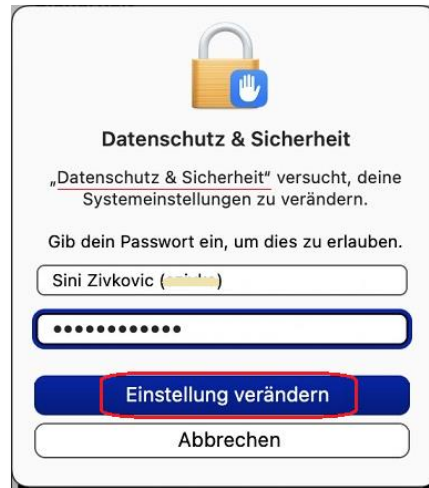 Datenschutz & Sicherheit
„Datenschutz & Sicherheit“ versucht, deine
Systemeinstellungen zu verändern.
Gib dein Passwort ein, um dies zu erlauben.
Sini Zivkovic ( )
••••••••••••
Einstellung verändern
Abbrechen